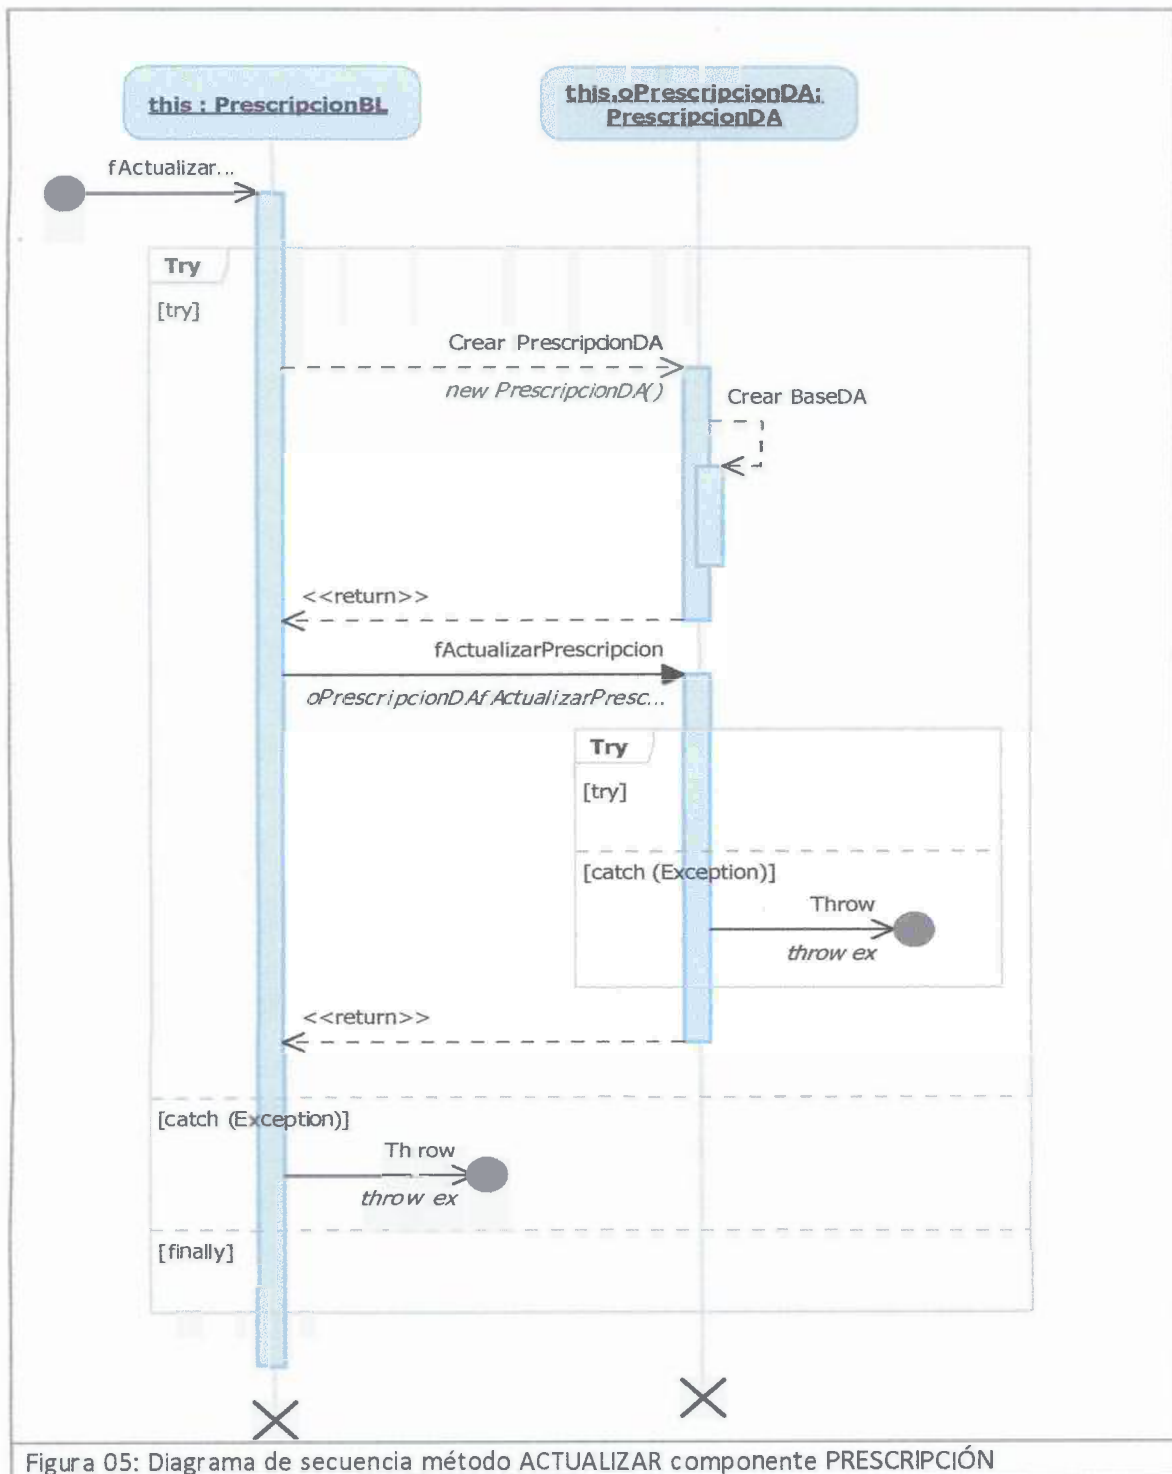 this : PrescripcionBL
this.oPrescripcionDA:
PrescripcionDA
fActualizar...
Try
[try]
Crear PrescripcionDA
new PrescripcionDA()
Crear BaseDA
<<return>>
fActualizarPrescripcion
oPrescripcionDAfActualizarPresc...
Try
[try]
[catch (Exception)]
Throw
throw ex
<<return>>
[catch (Exception)]
Throw
throw ex
[finally]
Figura 05: Diagrama de secuencia método ACTUALIZAR componente PRESCRIPCIÓN